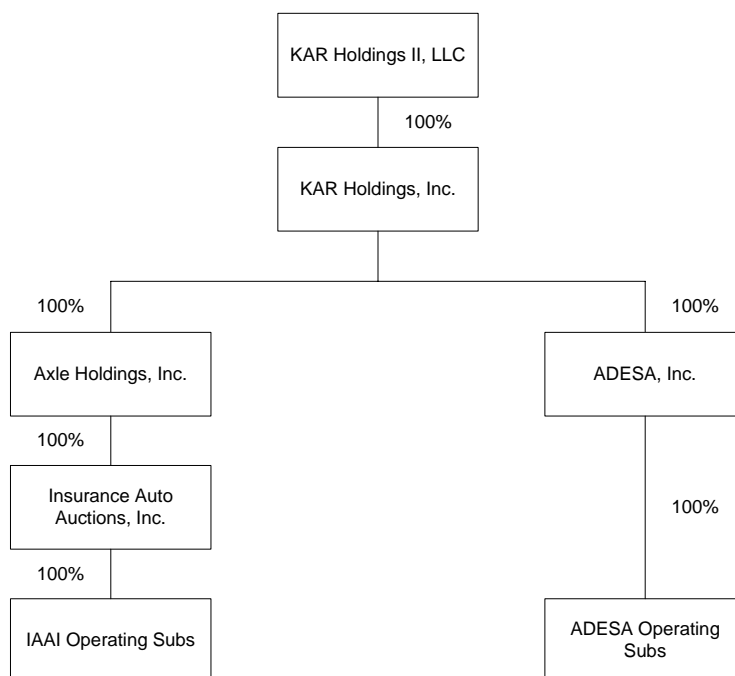 KAR Holdings II, LLC
100%
KAR Holdings, Inc.
100%
100%
Axle Holdings, Inc.
ADESA, Inc.
100%
Insurance Auto
Auctions, Inc.
100%
100%
IAAI Operating Subs
ADESA Operating
Subs